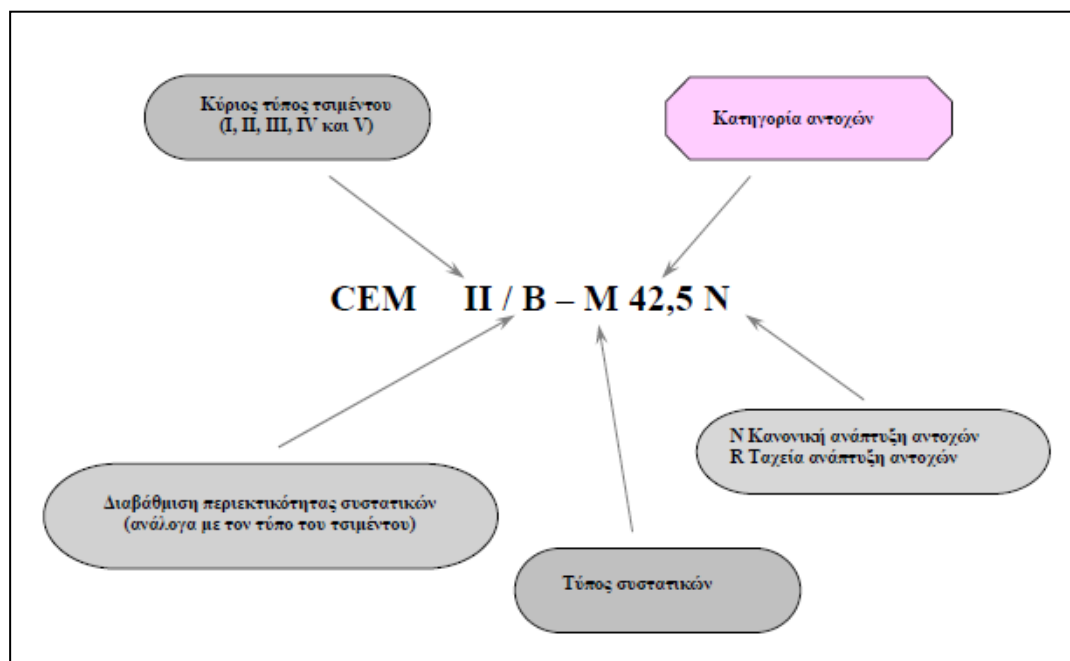 Κύριος τύπος τσιμέντου
(I, II, III, IV και V)
Κατηγορία αντοχών
CEM II / B – M 42,5 N
N Κανονική ανάπτυξη αντοχών
R Ταχεία ανάπτυξη αντοχών
Διαβάθμιση περιεκτικότητας συστατικών
(ανάλογα με τον τύπο του τσιμέντου)
Τύπος συστατικών